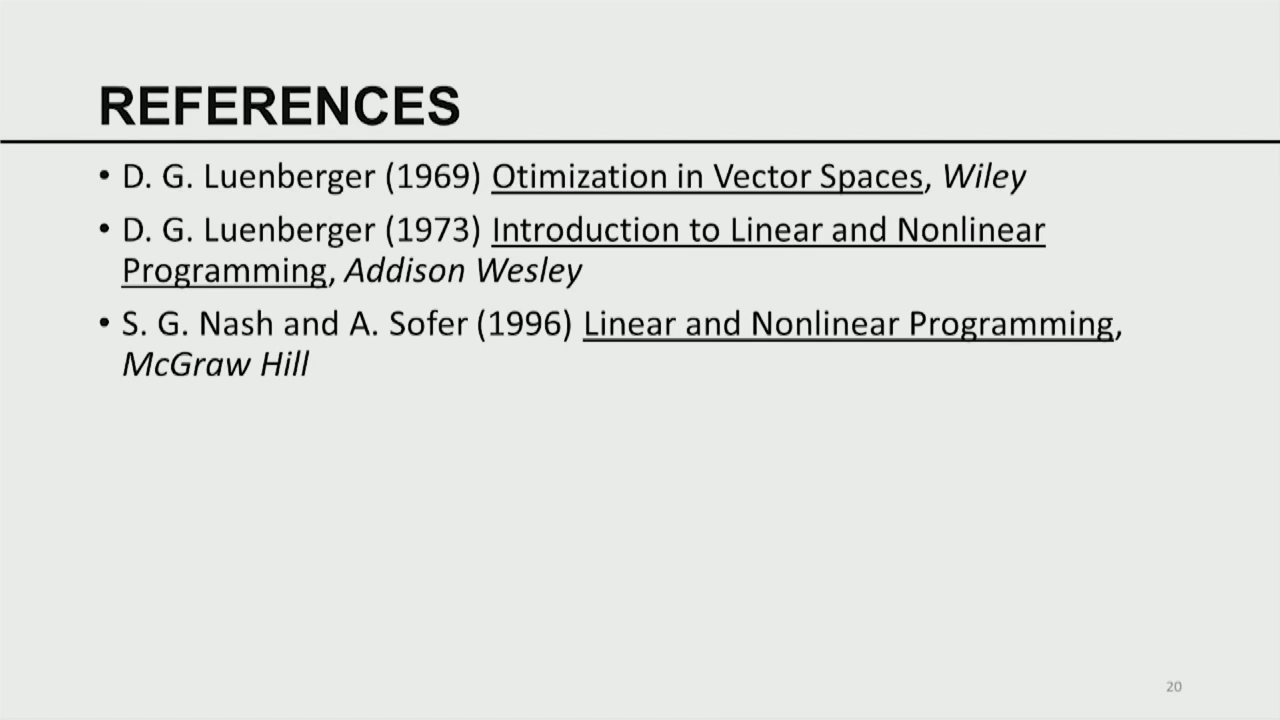 REFERENCES
• D. G. Luenberger (1969) Otimization in Vector Spaces, Wiley
• D. G. Luenberger (1973) Introduction to Linear and Nonlinear
Programming, Addison Wesley
• S. G. Nash and A. Sofer (1996) Linear and Nonlinear Programming,
McGraw Hill
20